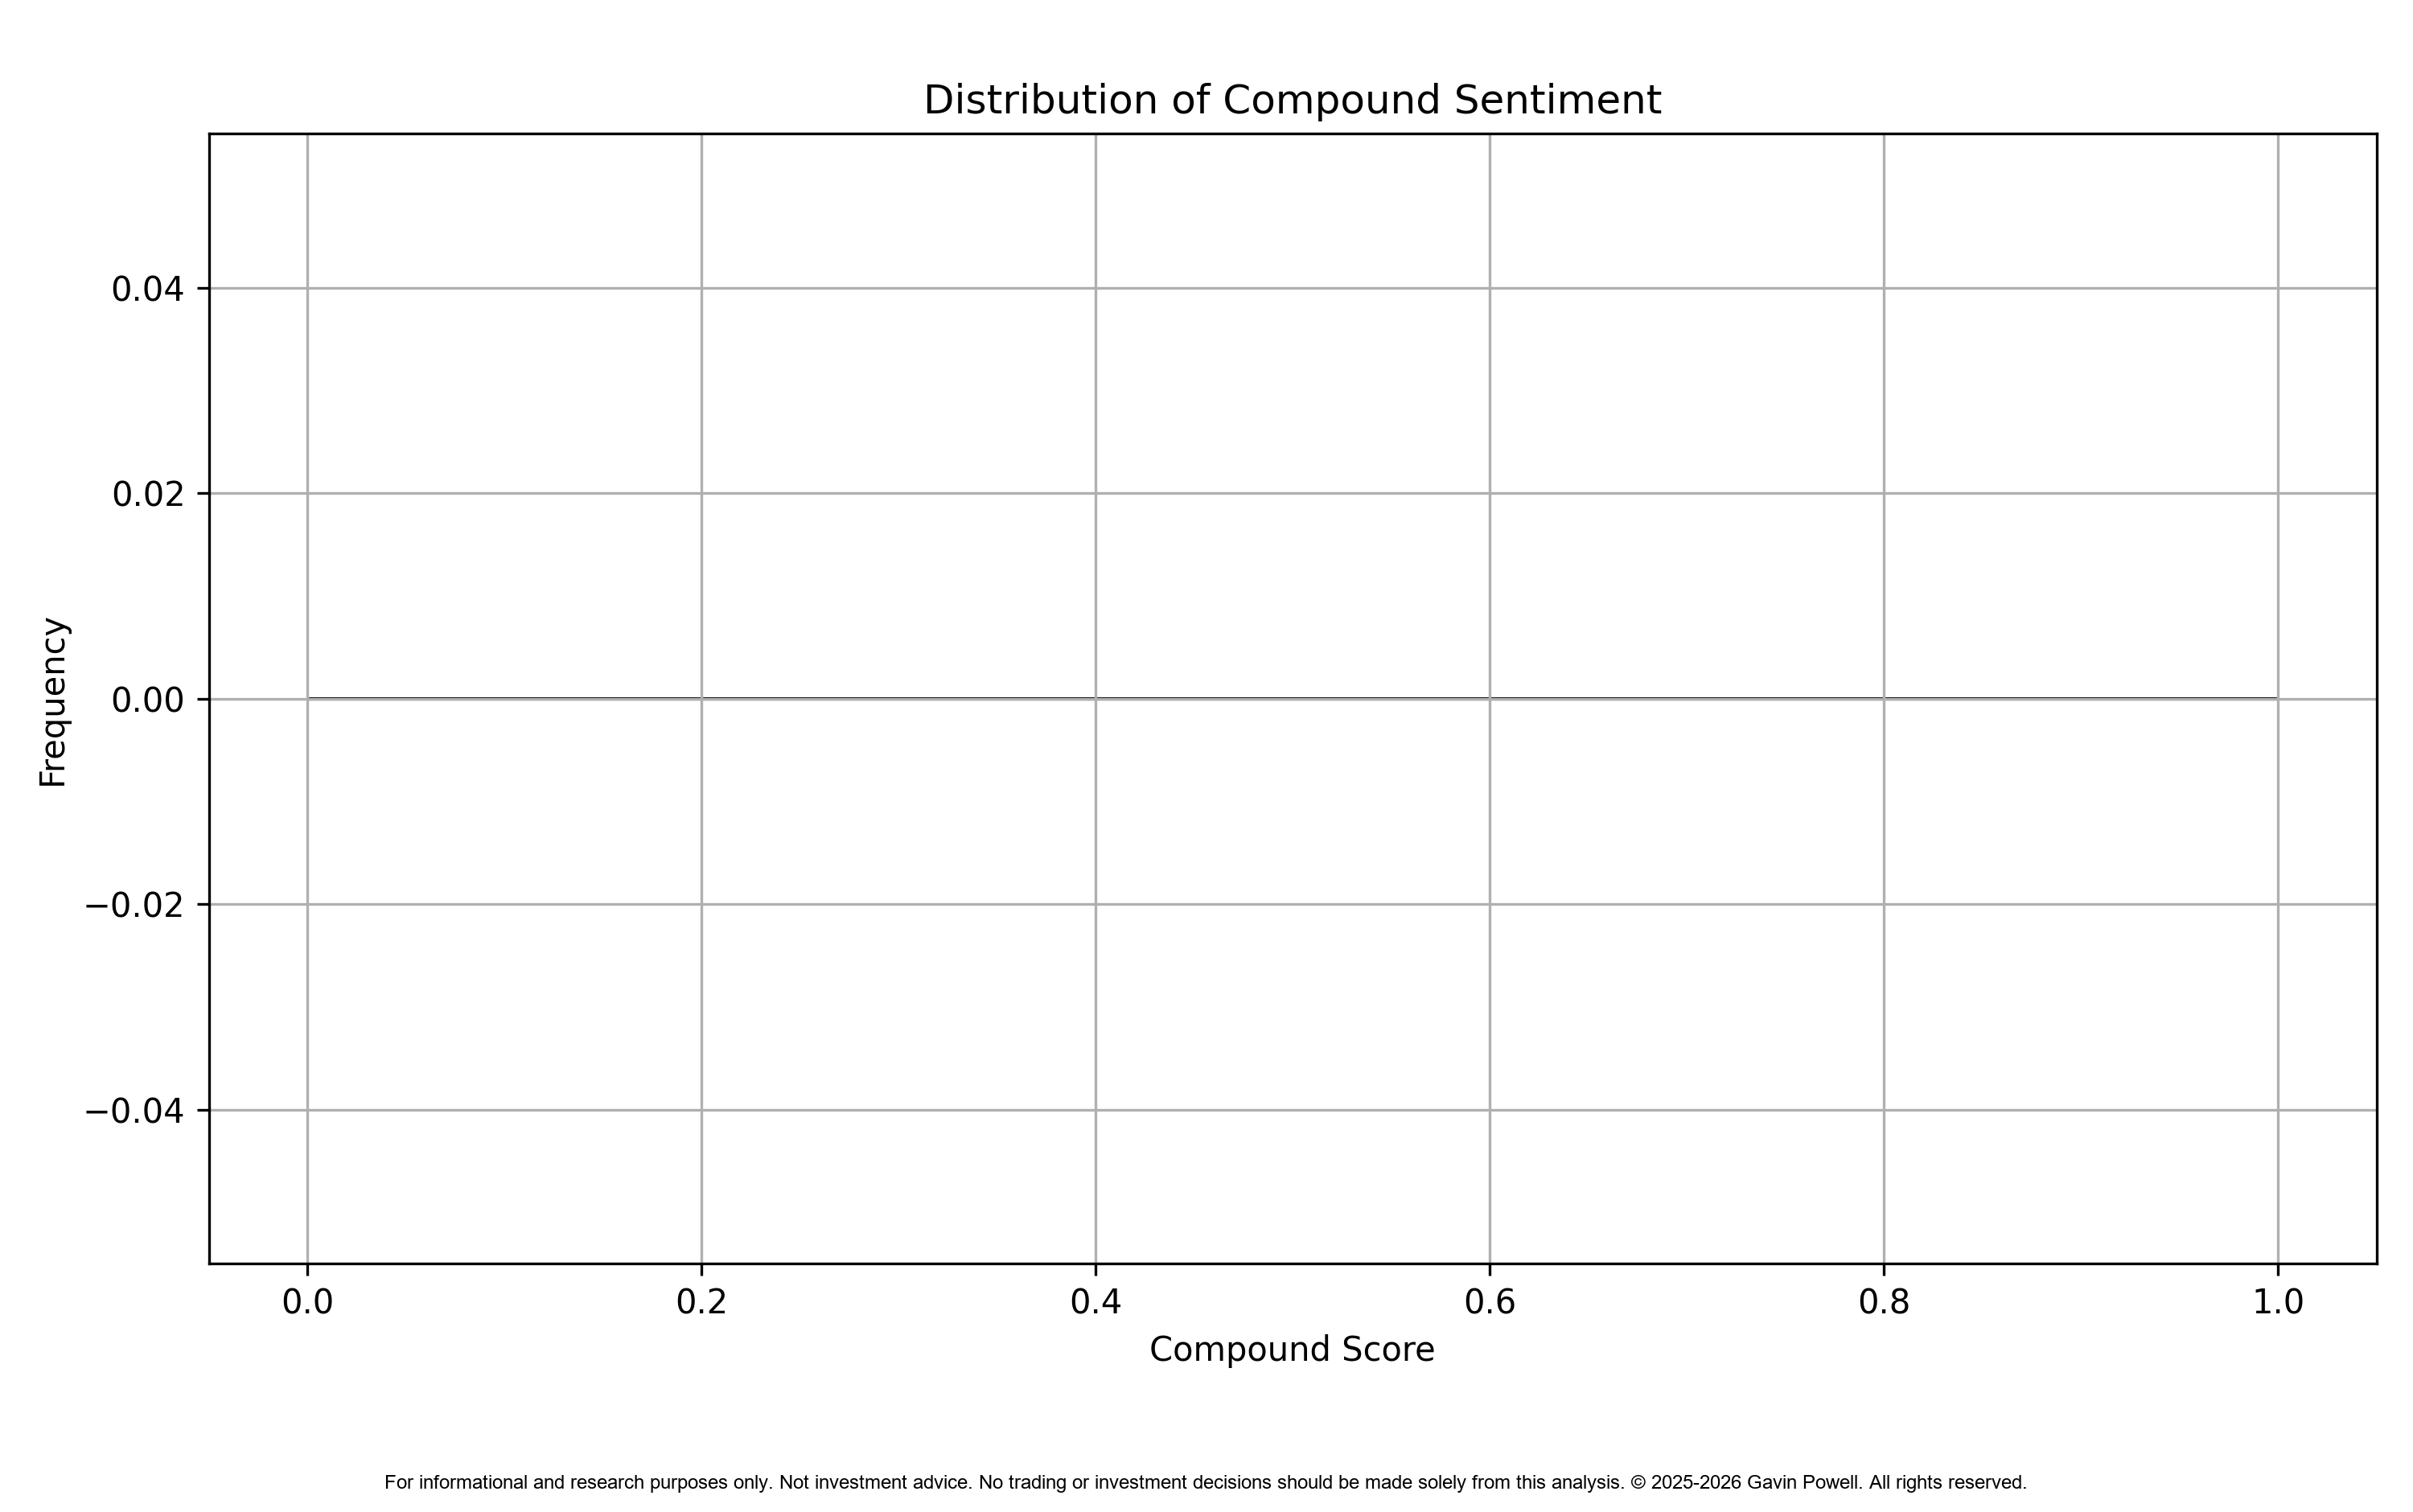 Distribution of Compound Sentiment
0.04
0.02
0.00
−0.02
−0.04
Frequency
0.0 0.2 0.4 0.6 0.8 1.0
Compound Score
For informational and research purposes only. Not investment advice. No trading or investment decisions should be made solely from this analysis. © 2025-2026 Gavin Powell. All rights reserved.